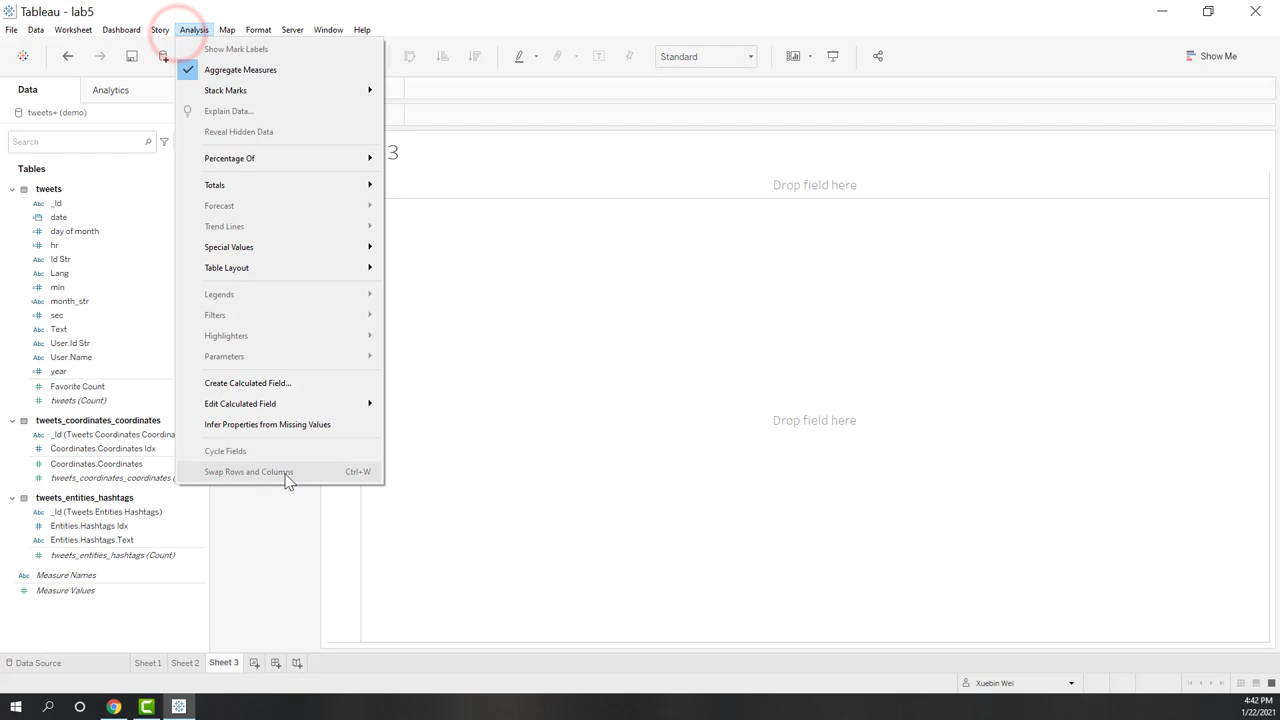 Tableau - lab5
File Data Worksheet Dashboard Story Analysis Map Format Server Window Help
Standard
Show Me
Data Analytics
tweets+ (demo)
Search
Tables
tweets
_Id
date
day of month
hr
Id Str
Lang
min
month_str
sec
Text
User.Id Str
User.Name
year
Favorite Count
tweets (Count)
tweets_coordinates_coordinates
_Id (Tweets Coordinates Coordina
Coordinates.Coordinates Idx
Coordinates.Coordinates
tweets_coordinates_coordinates (
tweets_entities_hashtags
_Id (Tweets Entities Hashtags)
Entities.Hashtags Idx
Entities.Hashtags.Text
tweets_entities_hashtags (Count)
Measure Names
Measure Values
Show Mark Labels
Aggregate Measures
Stack Marks
Explain Data...
Reveal Hidden Data
Percentage Of
Totals
Forecast
Trend Lines
Special Values
Table Layout
Legends
Filters
Highlighters
Parameters
Create Calculated Field...
Edit Calculated Field
Infer Properties from Missing Values
Cycle Fields
Swap Rows and Columns Ctrl+W
3
Drop field here
Drop field here
Data Source Sheet 1 Sheet 2 Sheet 3
Xuebin Wei
4:42 PM
1/22/2021